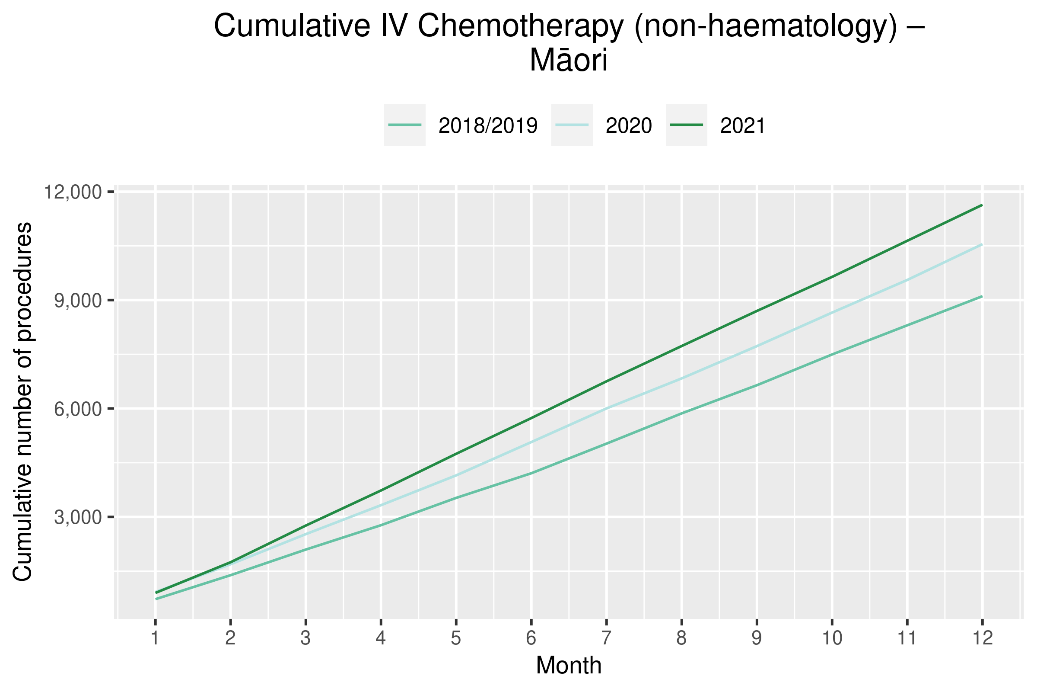 Cumulative IV Chemotherapy (non-haematology) –
Māori
2018/2019 2020 2021
Cumulative number of procedures
12,000
9,000
6,000
3,000
1 2 3 4 5 6 7 8 9 10 11 12
Month